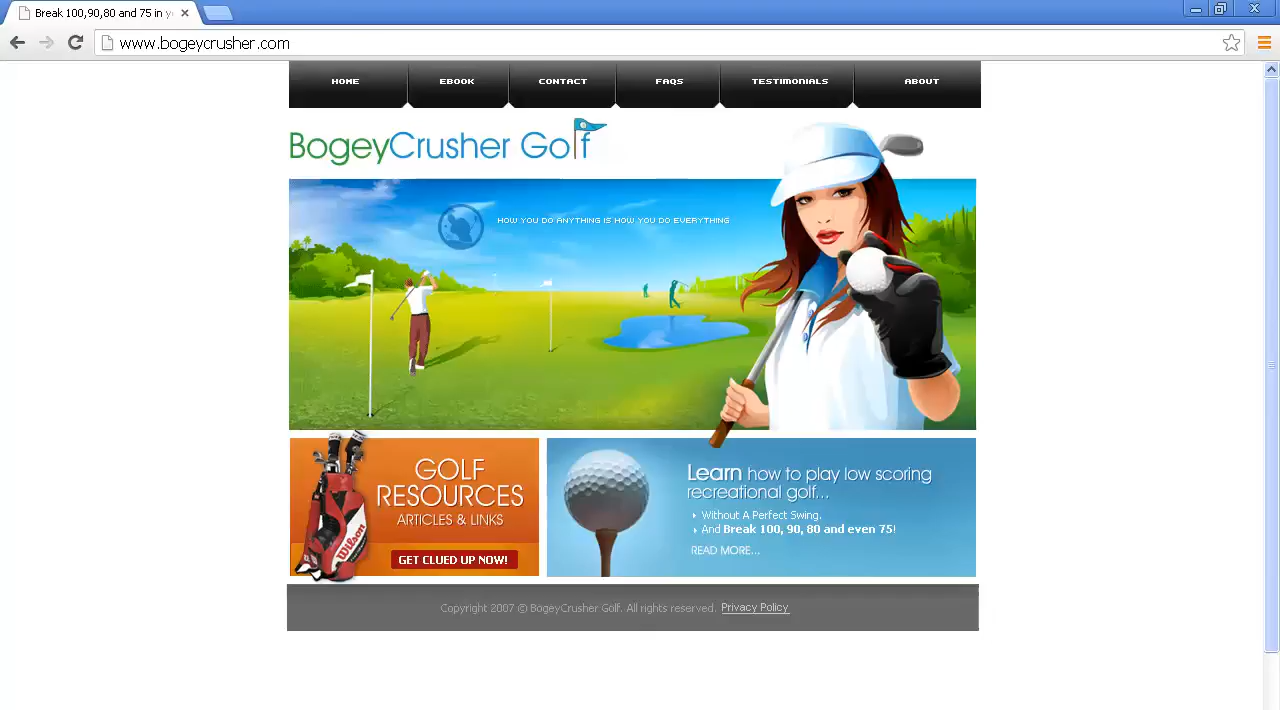 Break 100,90,80 and 75 in y
www.bogeycrusher.com
HOME EBOOK CONTACT FAQS TESTIMONIALS ABOUT
BogeyCrusher Golf
HOW YOU DO ANYTHING IS HOW YOU DO EVERYTHING
GOLF
RESOURCES
ARTICLES & LINKS
Wilson
GET CLUED UP NOW!
Learn how to play low scoring
recreational golf...
Without A Perfect Swing.
And Break 100, 90, 80 and even 75!
READ MORE...
Copyright 2007 © BogeyCrusher Golf. All rights reserved. Privacy Policy